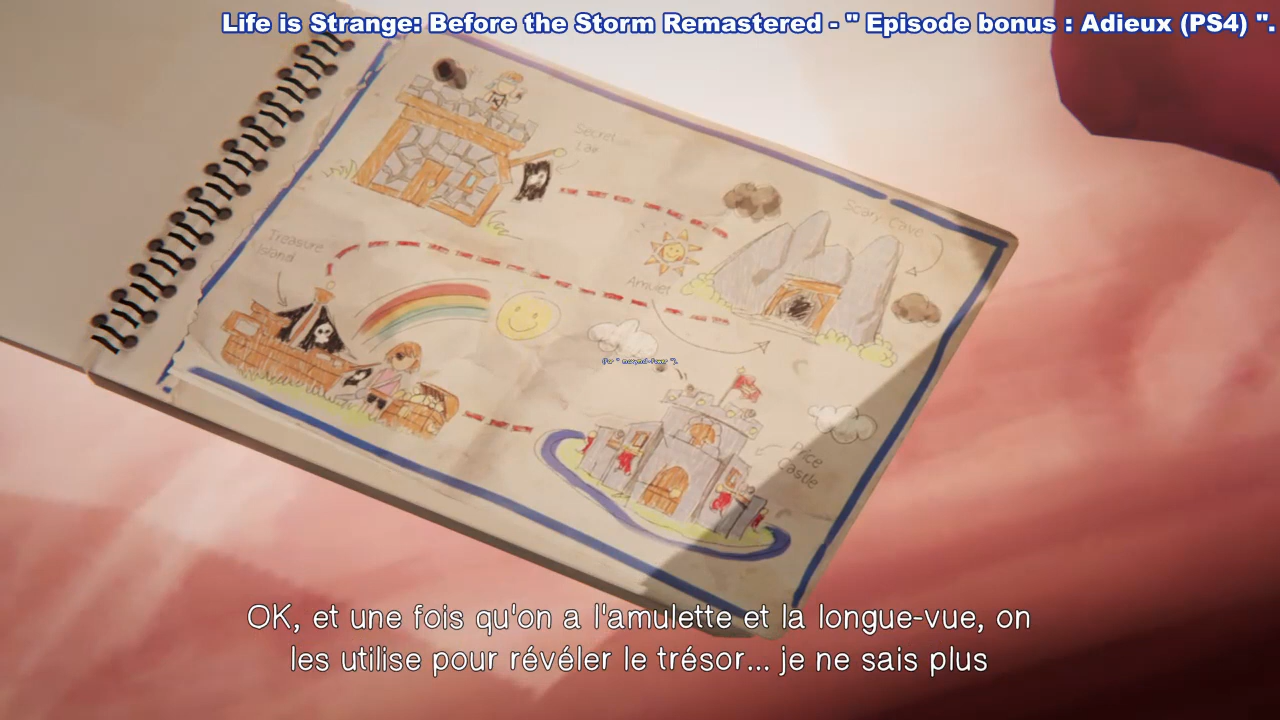 Life is Strange: Before the Storm Remastered - " Episode bonus : Adieux (PS4) ".
Secret
Lair
Scary Cave
Treasure
Island
Amulet
Price
Castle
OK, et une fois qu'on a l'amulette et la longue-vue, on
les utilise pour révéler le trésor... je ne sais plus